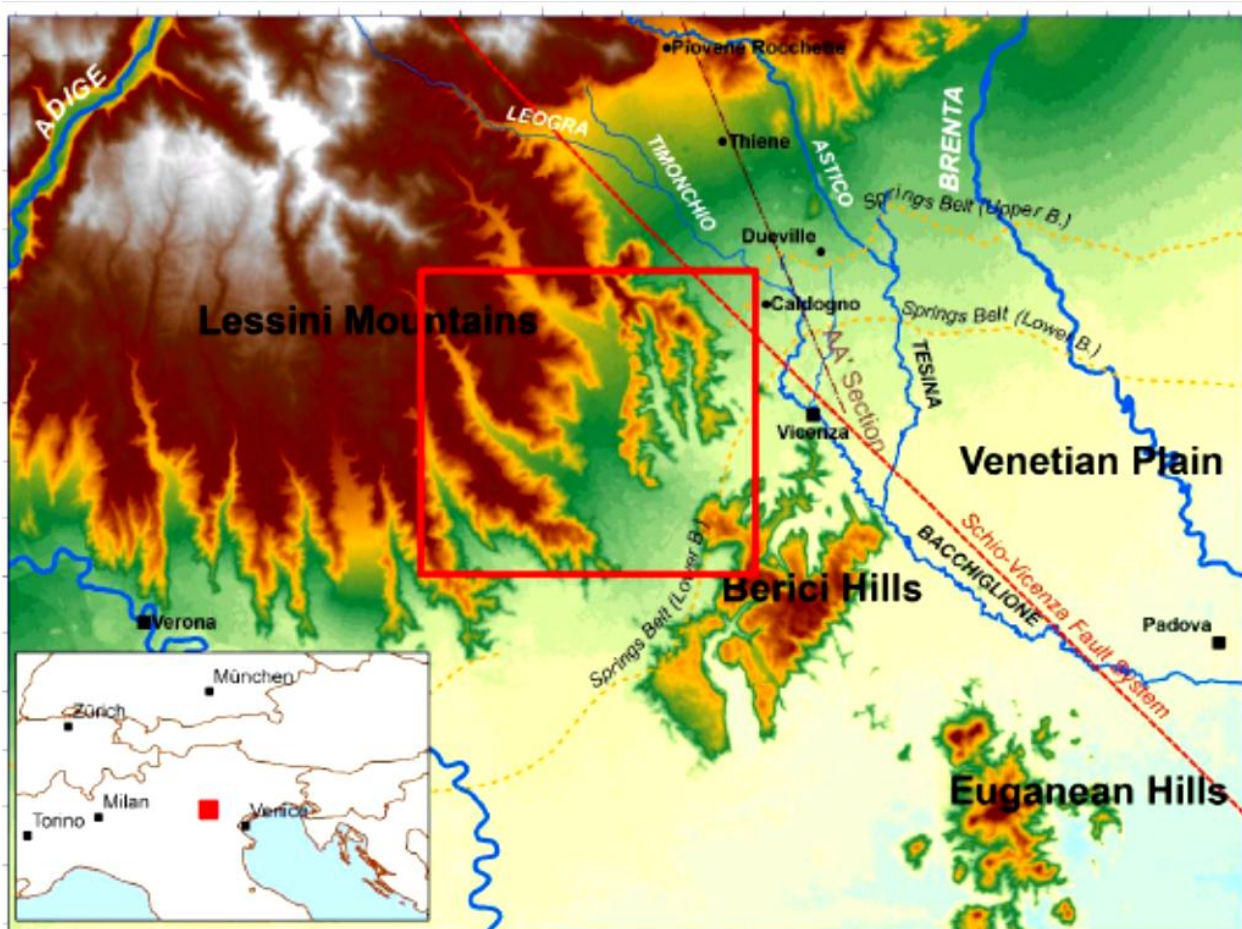 Piovene Rocchette
ADIGE
BRENTA
LEOGRA
Thiene
TIMONCHIO
ASTICO
Springs Belt (Upper B.)
Dueville
Caldogno
Lessini Mountains
Springs Belt (Lower B.)
AA' Section
TESINA
Vicenza
Venetian Plain
Schio-Vicenza Fault System
BACCHIGLIONE
Berici Hills
Springs Belt (Lower B.)
Verona
Padova
Euganean Hills
München
Zürich
Milan
Venice
Torino